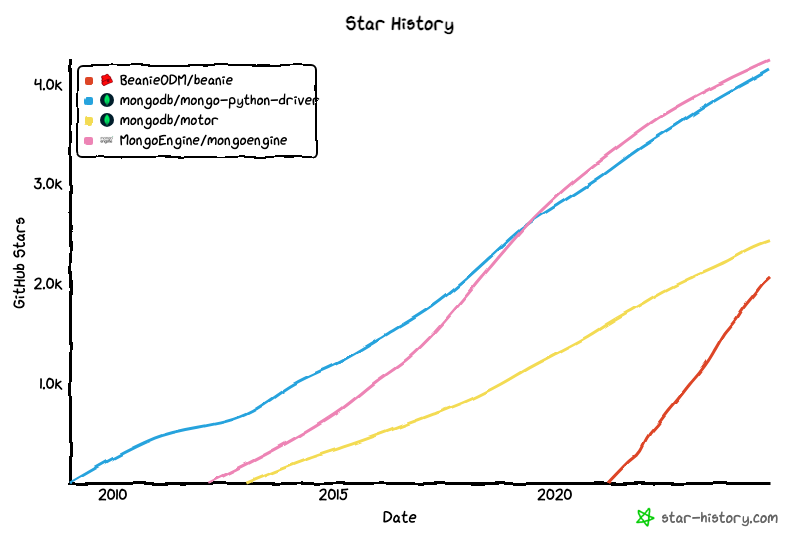 Star History
BeanieODM/beanie
mongodb/mongo-python-driver
mongodb/motor
MongoEngine/mongoengine
4.0K
3.0K
2.0K
1.0K
GitHub Stars
2010
2015
2020
Date
star-history.com